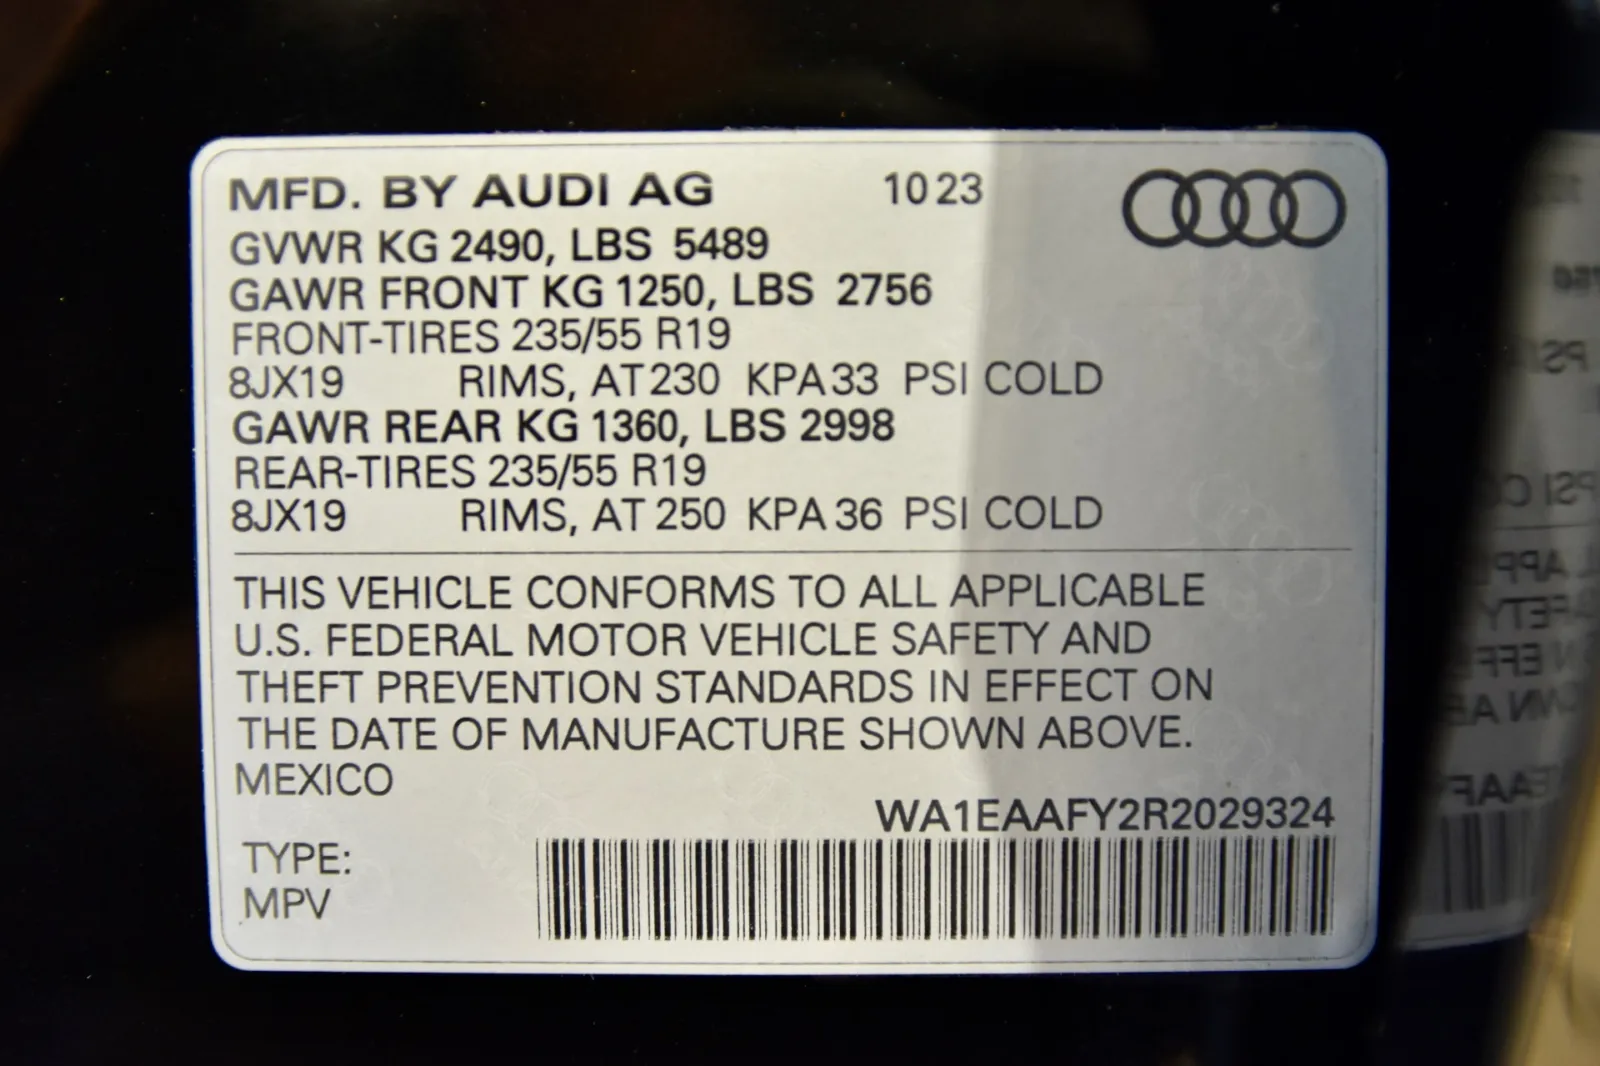 MFD. BY AUDI AG 10 23
GVWR KG 2490, LBS 5489
GAWR FRONT KG 1250, LBS 2756
FRONT-TIRES 235/55 R19
8JX19 RIMS, AT 230 KPA 33 PSI COLD
GAWR REAR KG 1360, LBS 2998
REAR-TIRES 235/55 R19
8JX19 RIMS, AT 250 KPA 36 PSI COLD
THIS VEHICLE CONFORMS TO ALL APPLICABLE
U.S. FEDERAL MOTOR VEHICLE SAFETY AND
THEFT PREVENTION STANDARDS IN EFFECT ON
THE DATE OF MANUFACTURE SHOWN ABOVE.
MEXICO
WA1EAAFY2R2029324
TYPE:
MPV